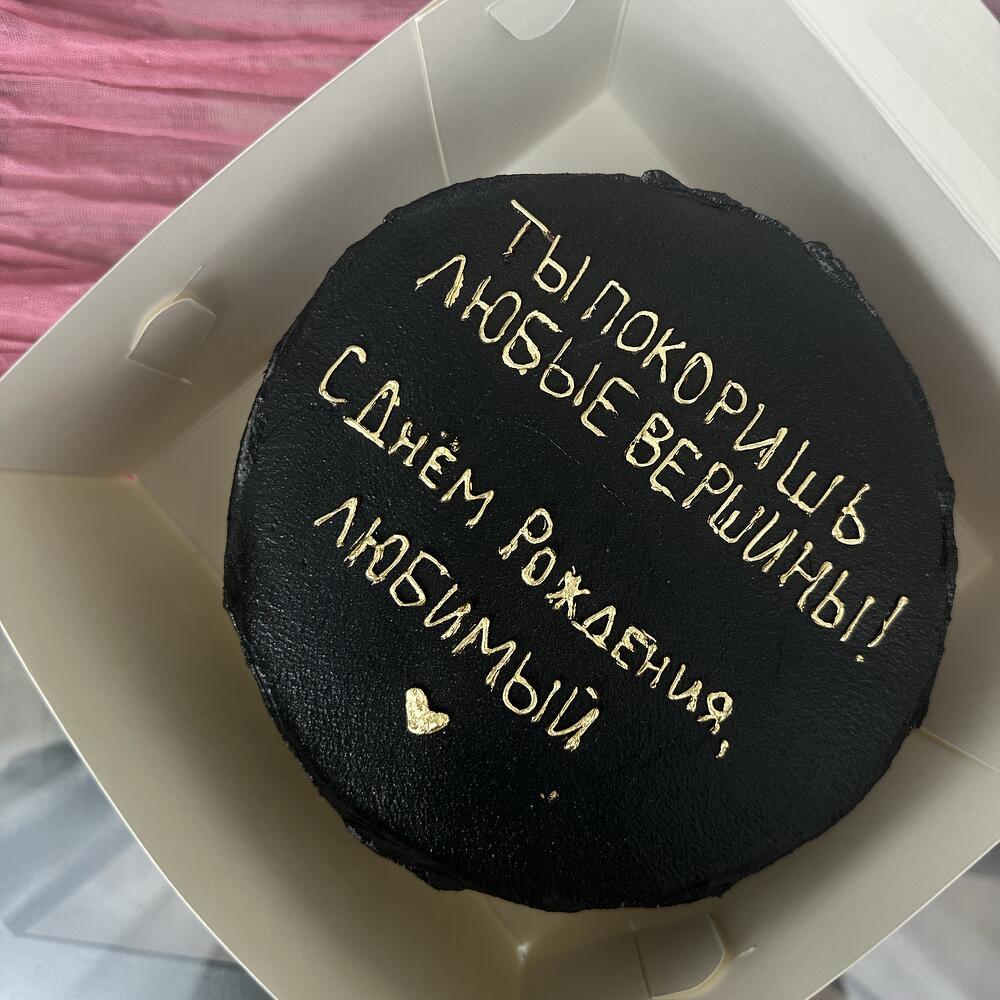 ТЫ ПОКОРИШЬ
ЛЮБЫЕ ВЕРШИНЫ!
С ДНЁМ РОЖДЕНИЯ,
ЛЮБИМЫЙ